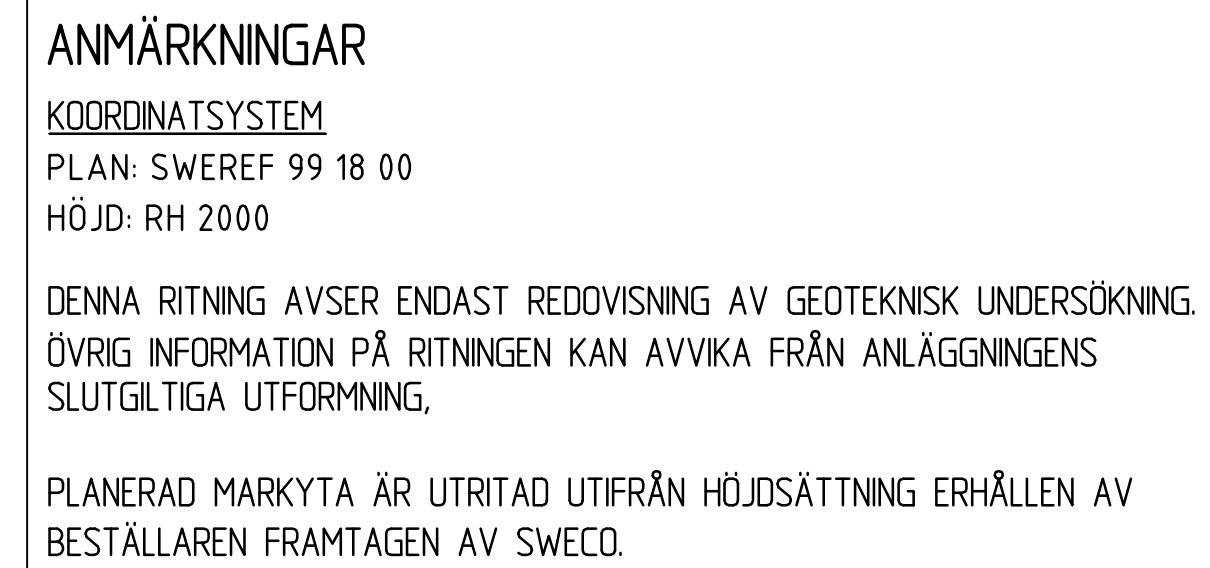 ANMÄRKNINGAR
KOORDINATSYSTEM
PLAN: SWEREF 99 18 00
HÖJD: RH 2000
DENNA RITNING AVSER ENDAST REDOVISNING AV GEOTEKNISK UNDERSÖKNING.
ÖVRIG INFORMATION PÅ RITNINGEN KAN AVVIKA FRÅN ANLÄGGNINGENS
SLUTGILTIGA UTFORMNING,
PLANERAD MARKYTA ÄR UTRITAD UTIFRÅN HÖJDSÄTTNING ERHÅLLEN AV
BESTÄLLAREN FRAMTAGEN AV SWECO.